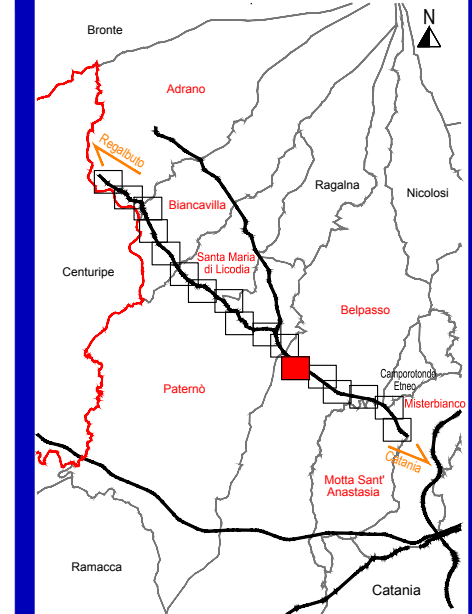 N
Bronte
Adrano
Regalbuto
Ragalna
Nicolosi
Biancavilla
Santa Maria
di Licodia
Centuripe
Belpasso
Camporotondo
Etneo
Paternò
Misterbianco
Catania
Motta Sant'
Anastasia
Ramacca
Catania